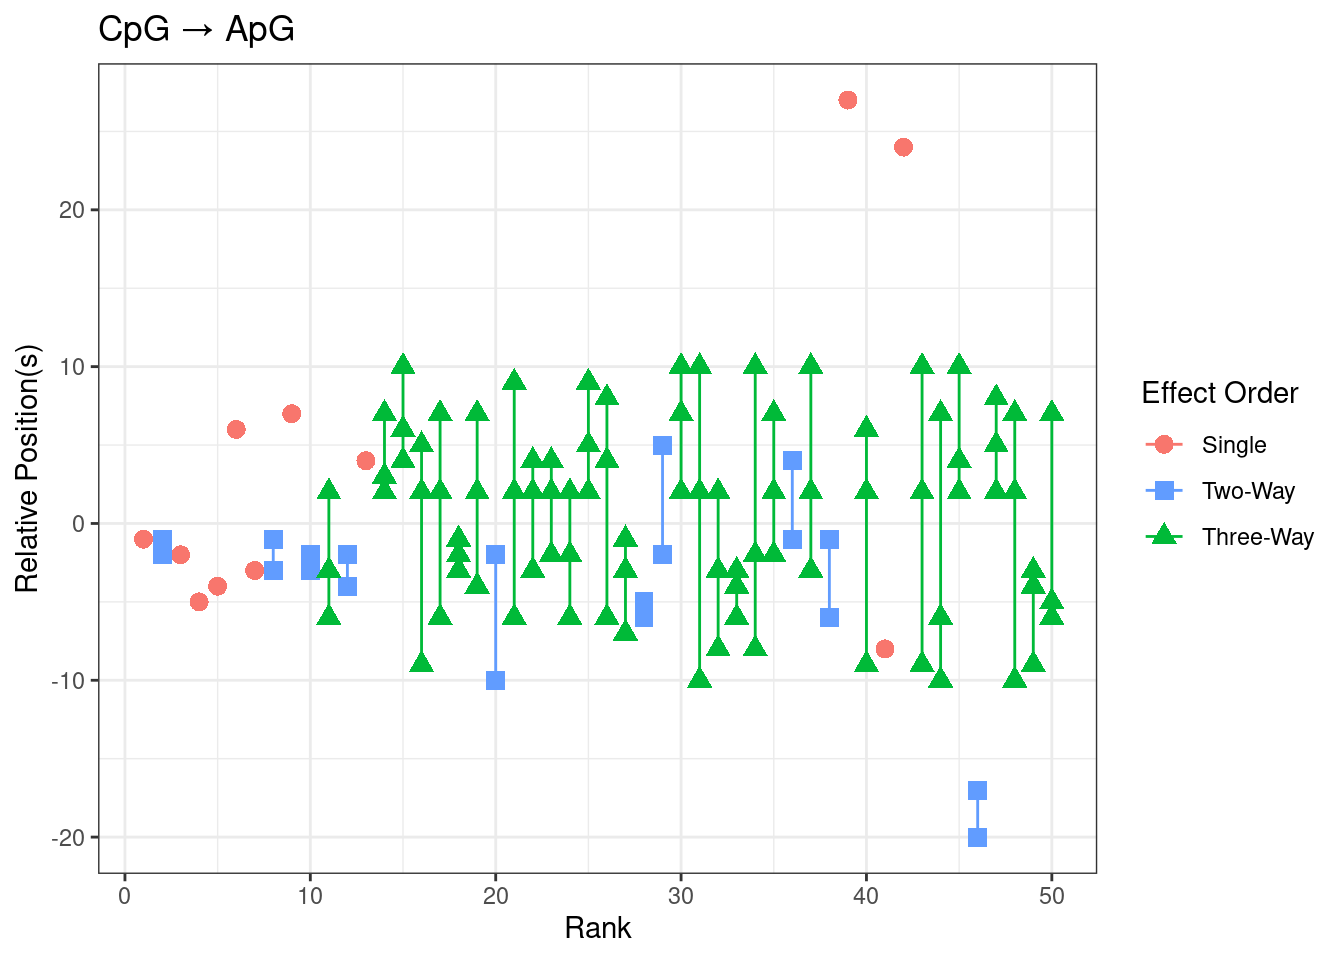 CpG → ApG
Relative Position(s)
20
10
0
-10
-20
0 10 20 30 40 50
Rank
Effect Order
Single
Two-Way
Three-Way